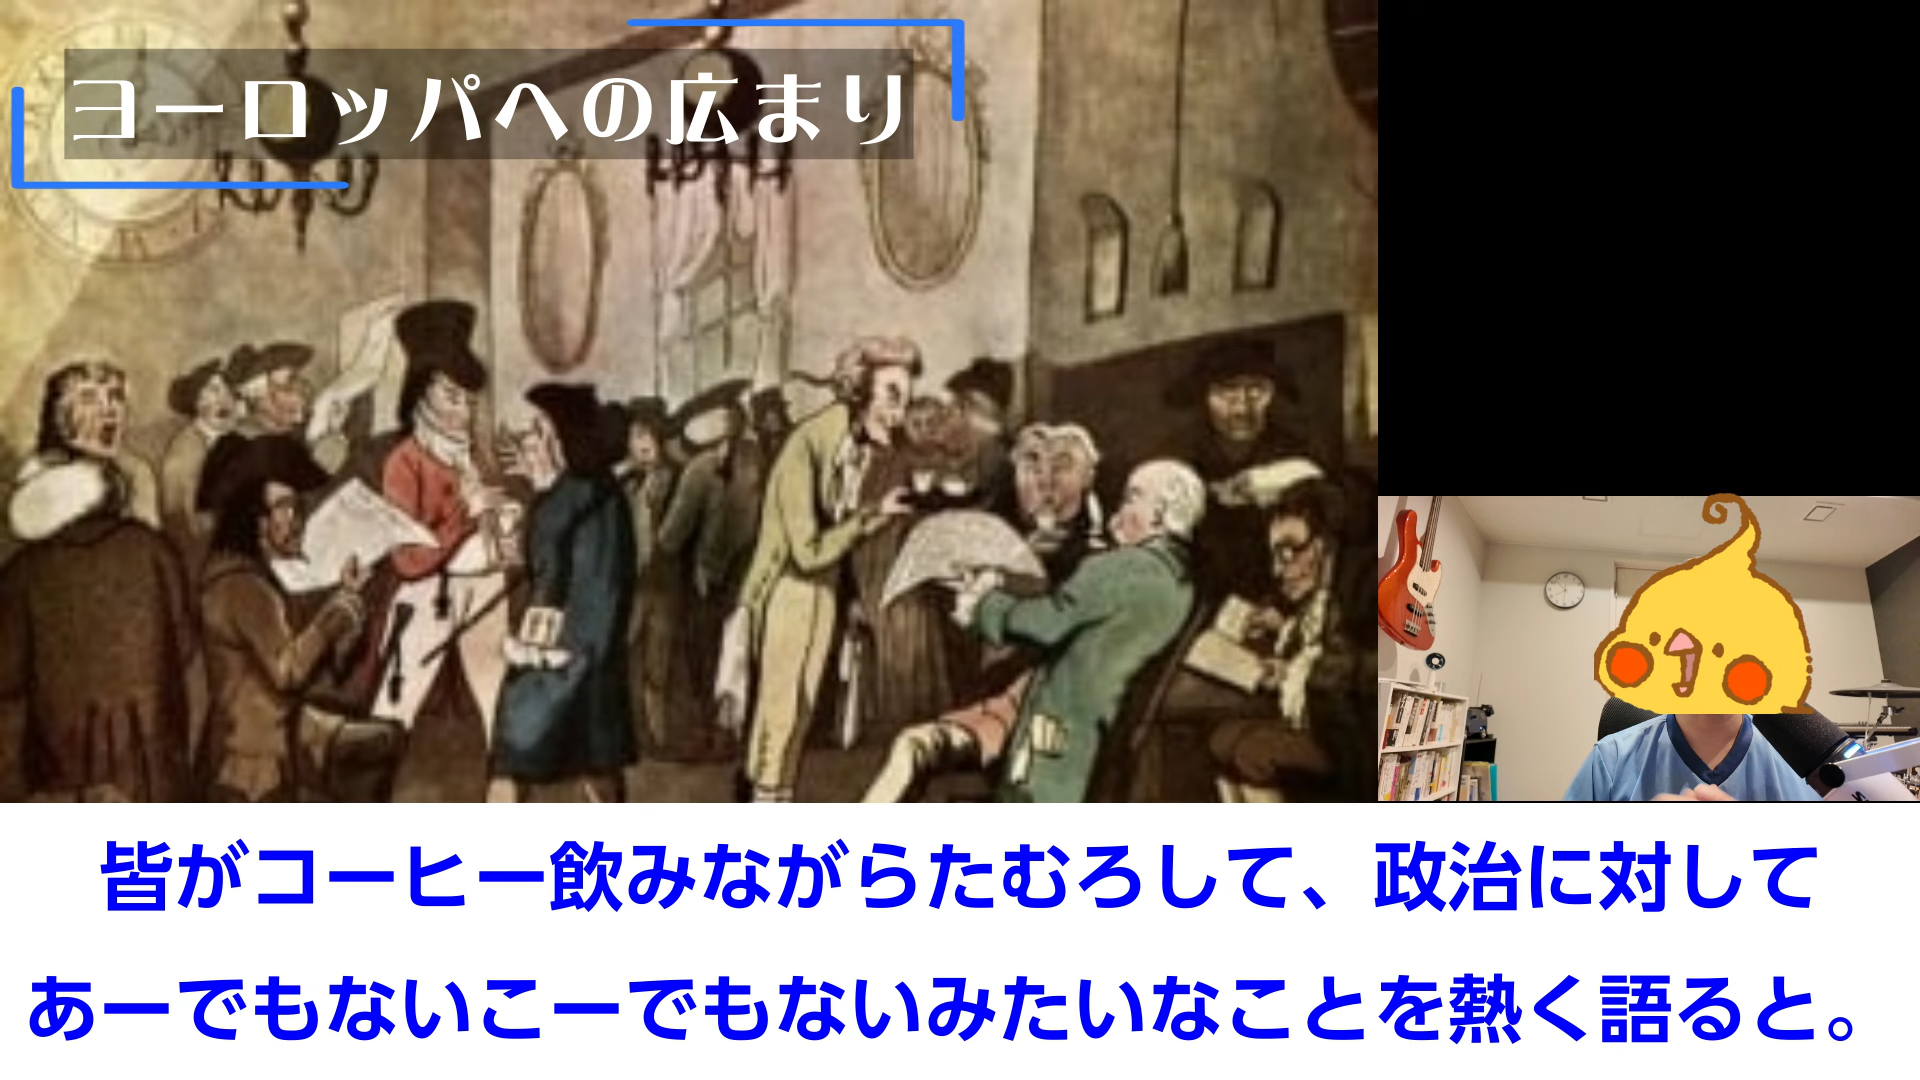 ヨーロッパへの広まり
皆がコーヒー飲みながらたむろして、政治に対して
あーでもないこーでもないみたいなことを熱く語ると。